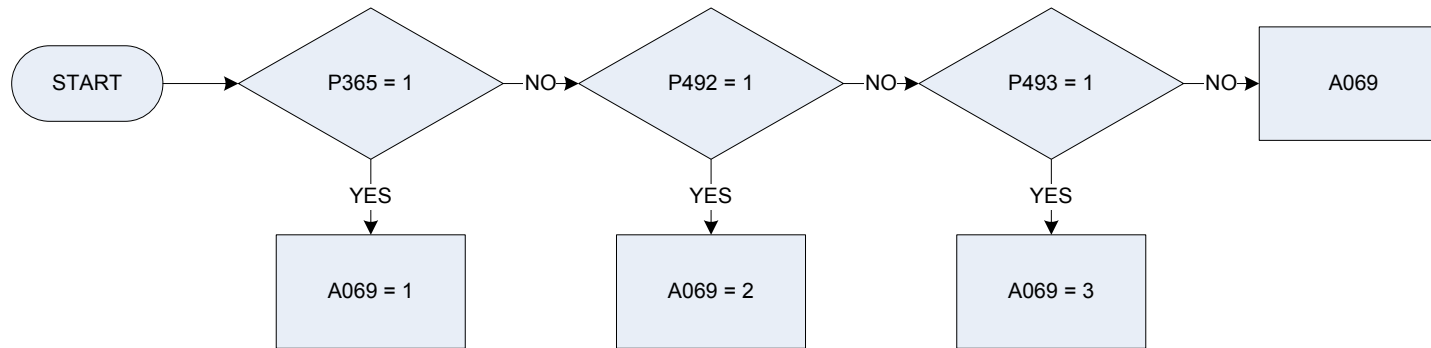 START
P365 = 1
NO
P492 = 1
NO
P493 = 1
NO
A069
YES
YES
YES
A069 = 1
A069 = 2
A069 = 3